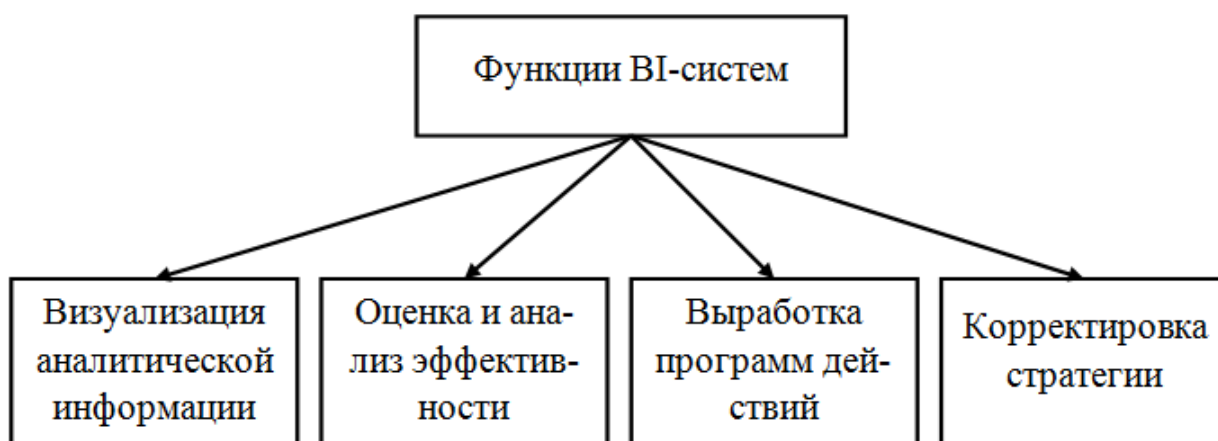 Функции BI-систем
Визуализация
аналитической
информации
Оценка и ана-
лиз эффектив-
ности
Выработка
программ дей-
ствий
Корректировка
стратегии